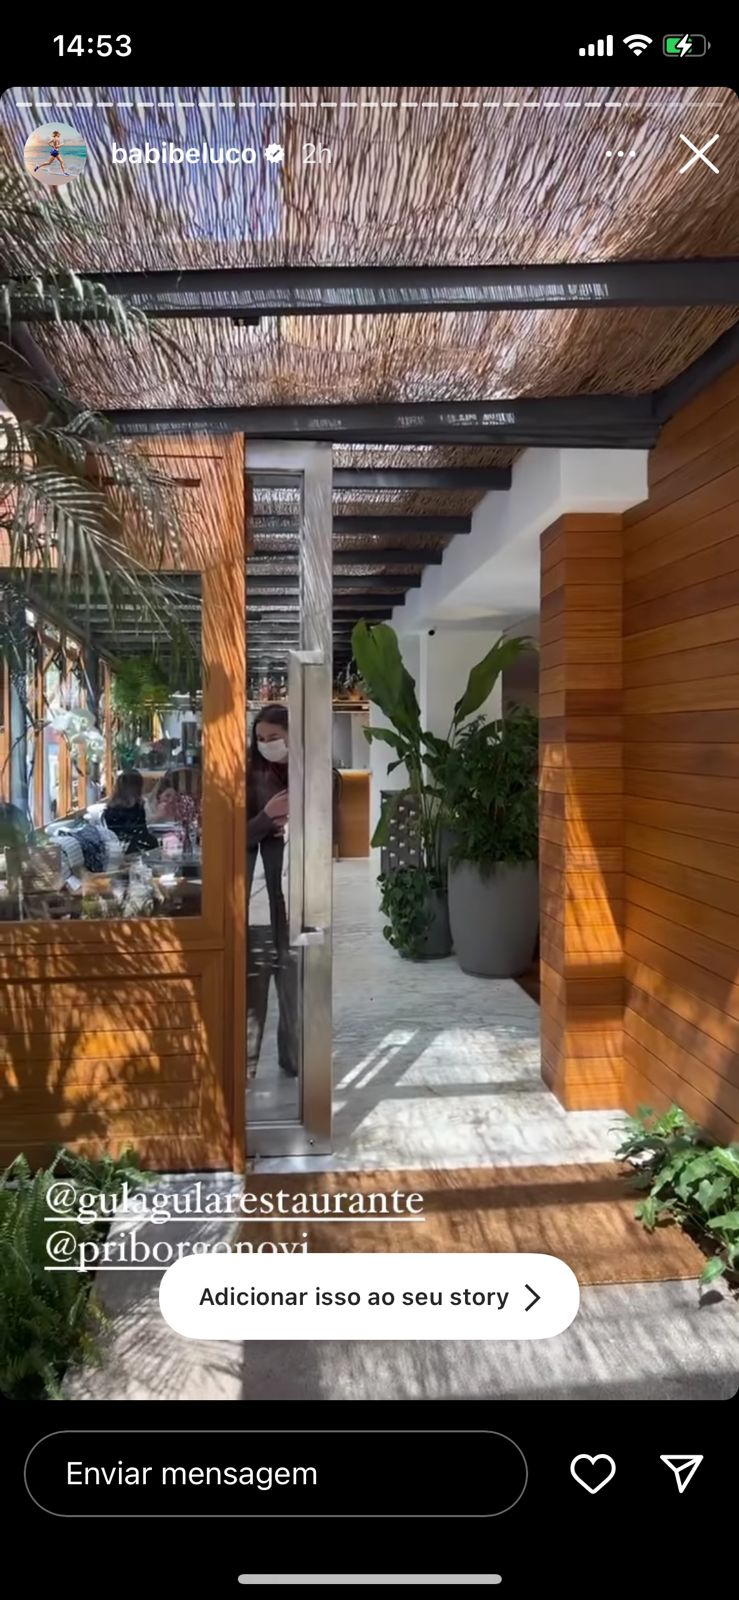 14:53
babibeluco 2h
@gulagularestaurante
@priborgonovi
Adicionar isso ao seu story
Enviar mensagem